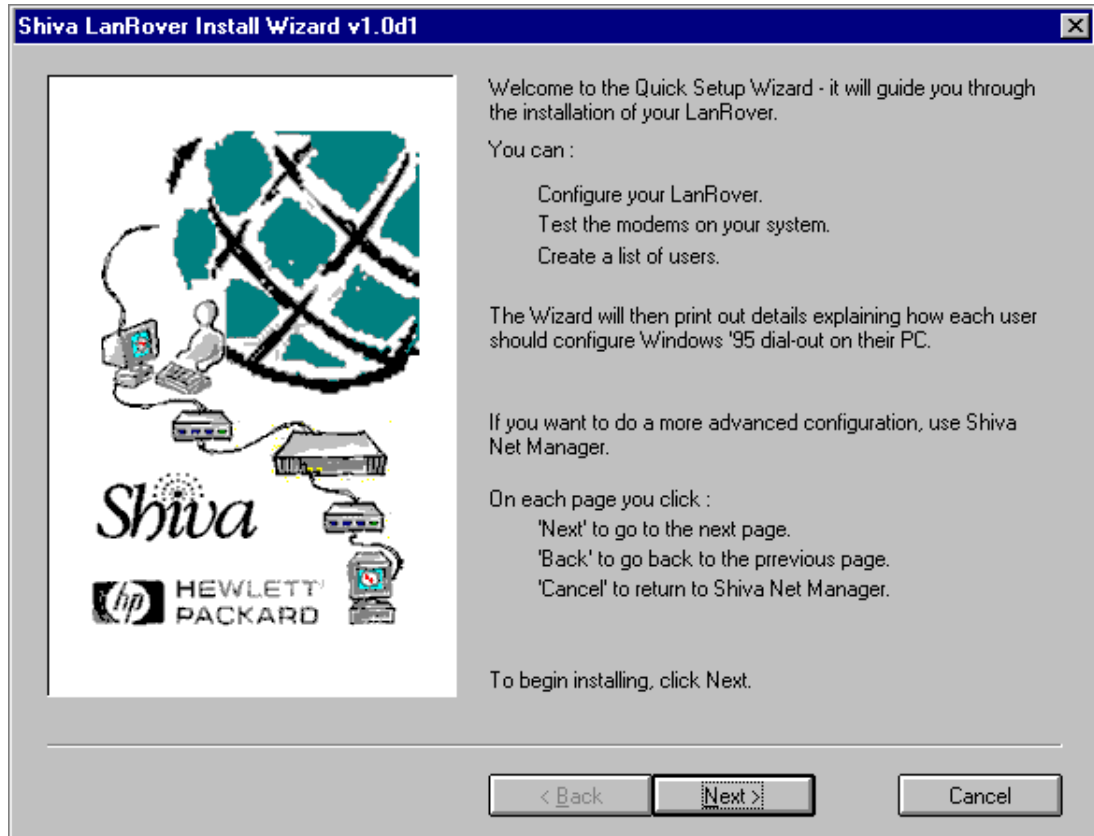 Shiva LanRover Install Wizard v1.0d1
Welcome to the Quick Setup Wizard - it will guide you through
the installation of your LanRover.
You can :
Configure your LanRover.
Test the modems on your system.
Create a list of users.
The Wizard will then print out details explaining how each user
should configure Windows '95 dial-out on their PC.
If you want to do a more advanced configuration, use Shiva
Net Manager.
On each page you click :
'Next' to go to the next page.
'Back' to go back to the prrevious page.
'Cancel' to return to Shiva Net Manager.
To begin installing, click Next.
Shiva
hp HEWLETT
PACKARD
< Back
Next >
Cancel